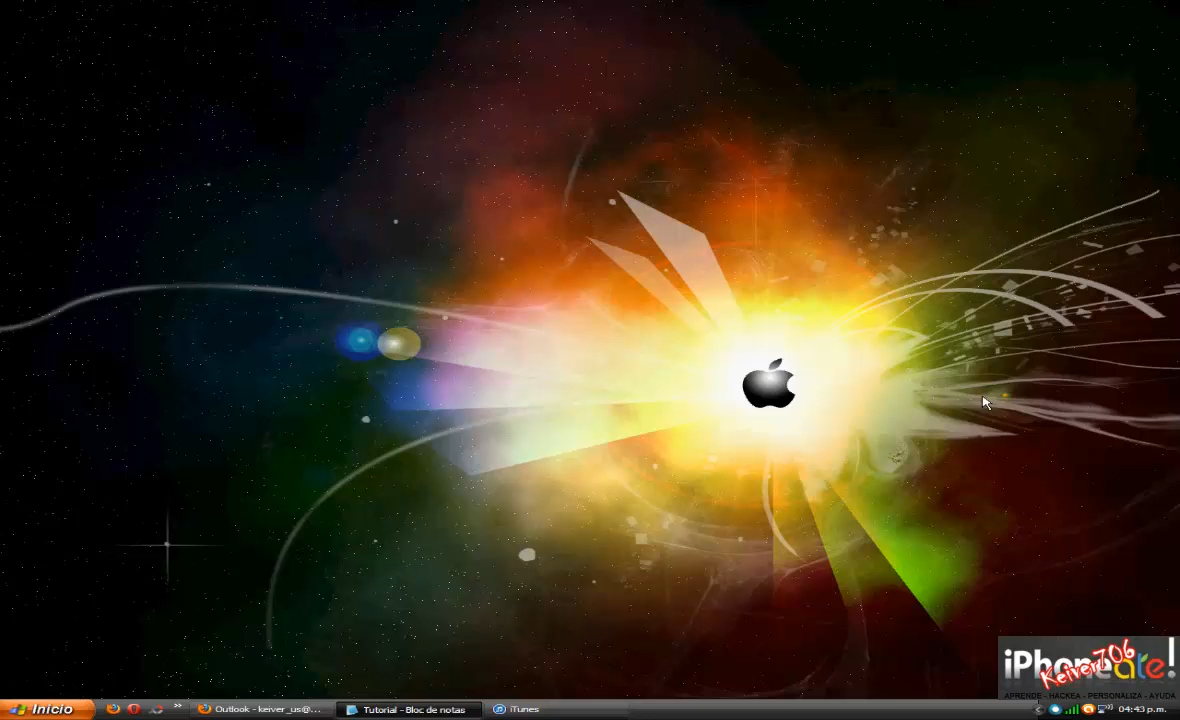 iPhoneate!
Keiver706
APRENDE - HACKEA - PERSONALIZA - AYUDA
Inicio
Outlook - keiver_us@...
Tutorial - Bloc de notas
iTunes
04:43 p.m.